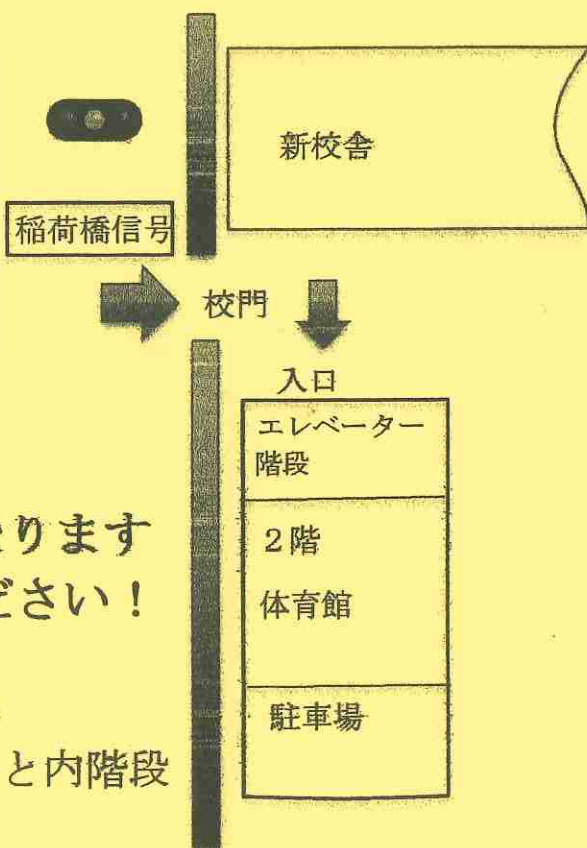 新校舎
稲荷橋信号
校門
入口
エレベーター
階段
2階
体育館
駐車場
ります
ださい！
と内階段